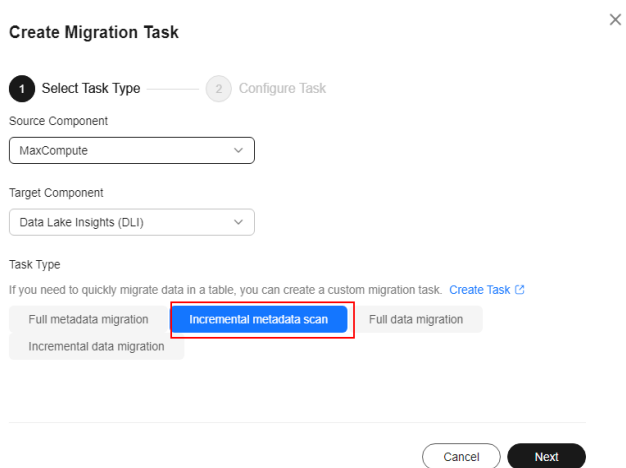 Create Migration Task
1 Select Task Type 2 Configure Task
Source Component
MaxCompute
Target Component
Data Lake Insights (DLI)
Task Type
If you need to quickly migrate data in a table, you can create a custom migration task. Create Task
Full metadata migration Incremental metadata scan Full data migration
Incremental data migration
Cancel Next